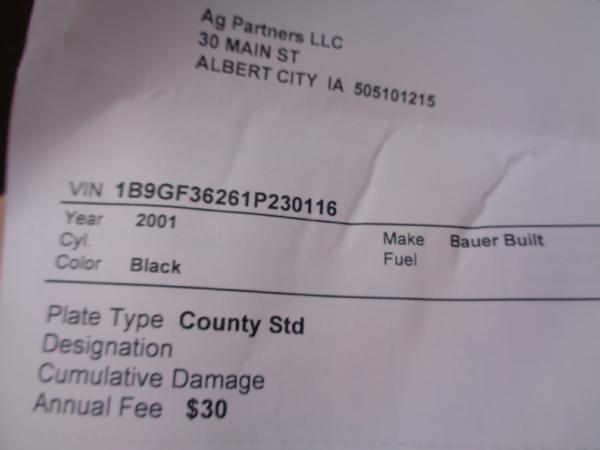 Ag Partners LLC
30 MAIN ST
ALBERT CITY IA 505101215
VIN 1B9GF36261P230116
Year 2001
Make Bauer Built
Cyl.
Fuel
Color Black
Plate Type County Std
Designation
Cumulative Damage
Annual Fee $30